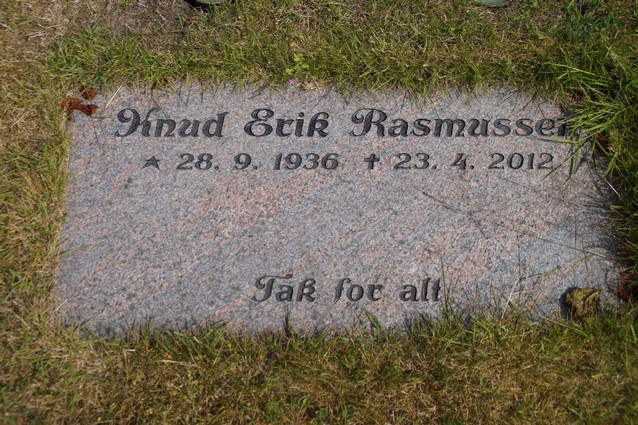 Knud Erik Rasmussen
★ 28. 9. 1936 ✝ 23. 4. 2012
Tak for alt